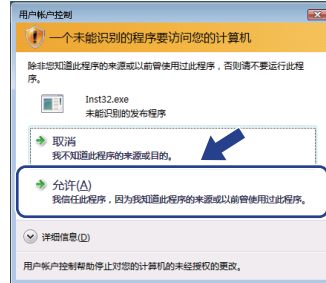 用户帐户控制
一个未能识别的程序要访问您的计算机
除非您知道此程序的来源或以前曾使用过此程序，否则请不要运行此程
序。
Inst32.exe
未能识别的发布程序
取消
我不知道此程序的来源或目的。
允许(A)
我信任此程序，因为我知道此程序的来源或以前曾使用过此程序。
详细信息(D)
用户帐户控制帮助停止对您的计算机的未经授权的更改。